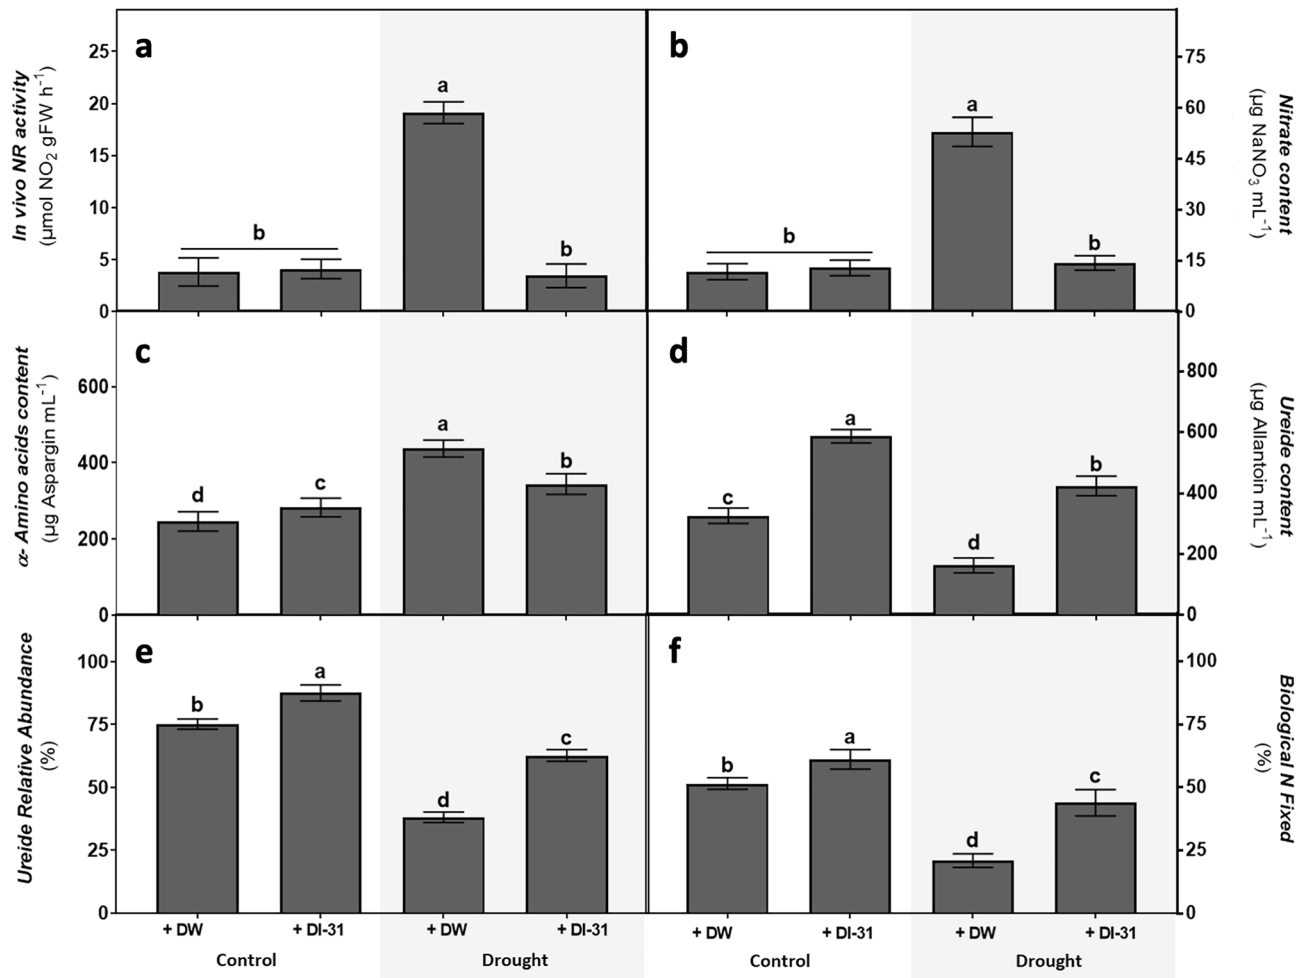 a
In vivo NR activity
(µmol NO2 gFW h-1)
25
20
15
10
5
0
b
a
b
b
Nitrate content
(µg NaNO3 mL-1)
75
60
45
30
15
0
b
a
b
c
α- Amino acids content
(µg Aspargin mL-1)
600
400
200
0
d
c
a
b
d
Ureide content
(µg Allantoin mL-1)
800
600
400
200
0
c
a
d
b
e
Ureide Relative Abundance
(%)
100
75
50
25
0
b
a
d
c
f
Biological N Fixed
(%)
100
75
50
25
0
b
a
d
c
+ DW + DI-31 + DW + DI-31 + DW + DI-31 + DW + DI-31
Control Drought Control Drought